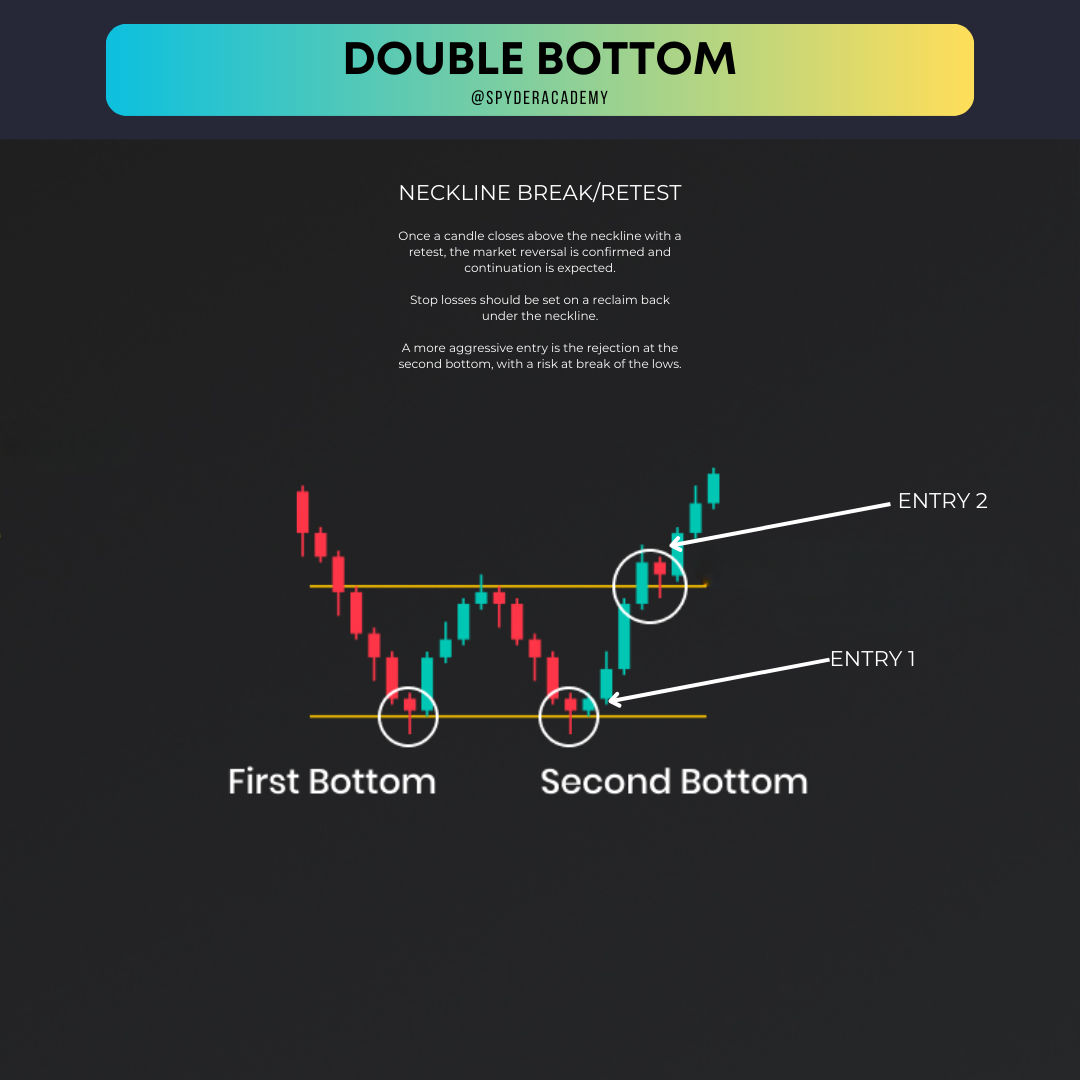 DOUBLE BOTTOM
@SPYDERACADEMY
NECKLINE BREAK/RETEST
Once a candle closes above the neckline with a
retest, the market reversal is confirmed and
continuation is expected.
Stop losses should be set on a reclaim back
under the neckline.
A more aggressive entry is the rejection at the
second bottom, with a risk at break of the lows.
ENTRY 2
ENTRY 1
First Bottom
Second Bottom